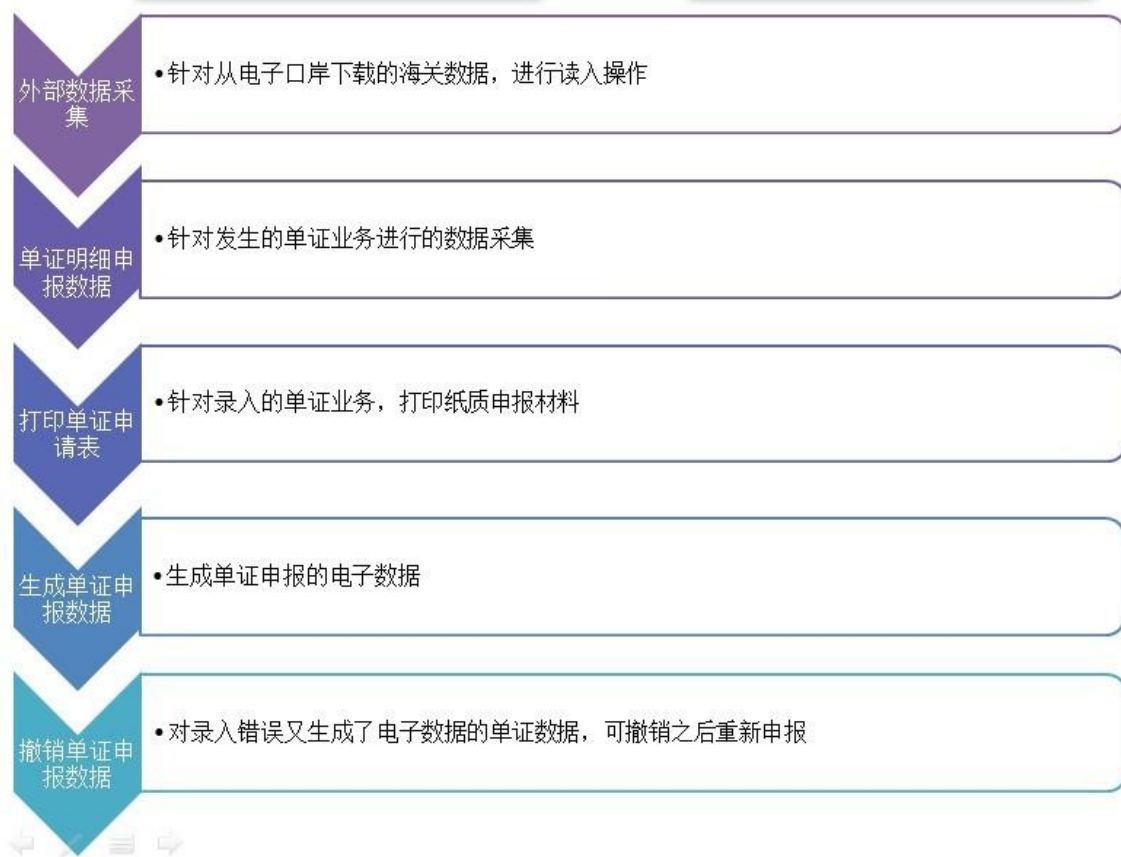 外部数据采
集
•针对从电子口岸下载的海关数据，进行读入操作
单证明细申
报数据
•针对发生的单证业务进行的数据采集
打印单证申
请表
•针对录入的单证业务，打印纸质申报材料
生成单证申
报数据
•生成单证申报的电子数据
撤销单证申
报数据
•对录入错误又生成了电子数据的单证数据，可撤销之后重新申报